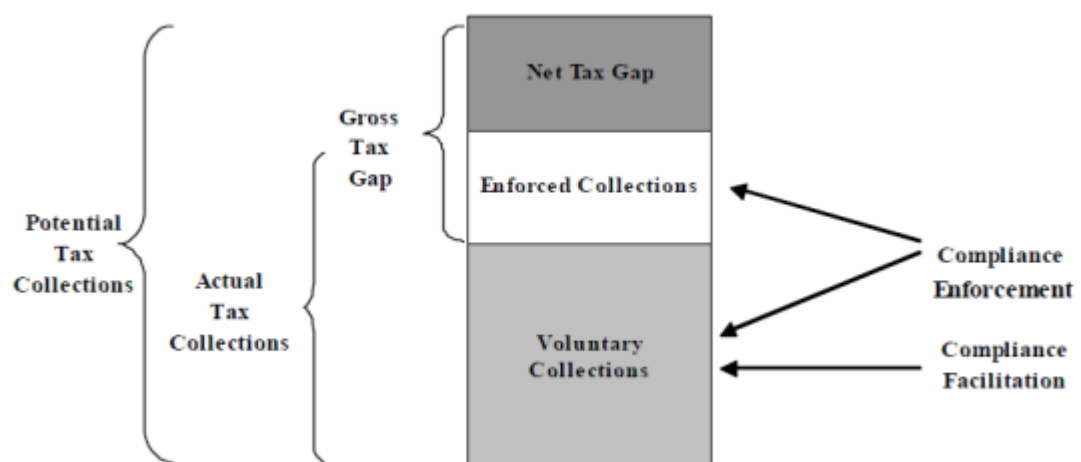 Net Tax Gap
Gross
Tax
Gap
Enforced Collections
Potential
Tax
Collections
Actual
Tax
Collections
Compliance
Enforcement
Voluntary
Collections
Compliance
Facilitation